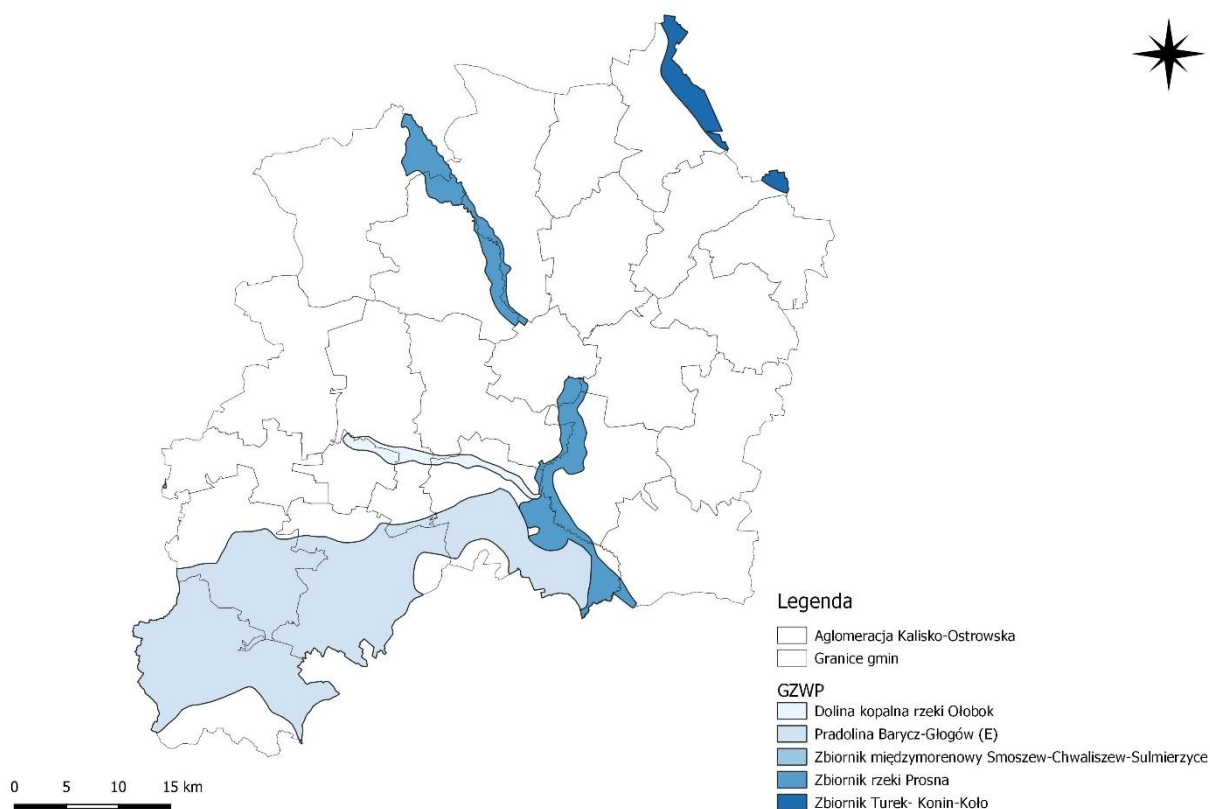 Legenda
Aglomeracja Kalisko-Ostrowska
Granice gmin
GZWP
Dolina kopalna rzeki Ołobok
Pradolina Barycz-Głogów (E)
Zbiornik międzymorenowy Smoszew-Chwaliszew-Sulmierzyce
Zbiornik rzeki Prosna
Zbiornik Turek- Konin-Koło
0 5 10 15 km